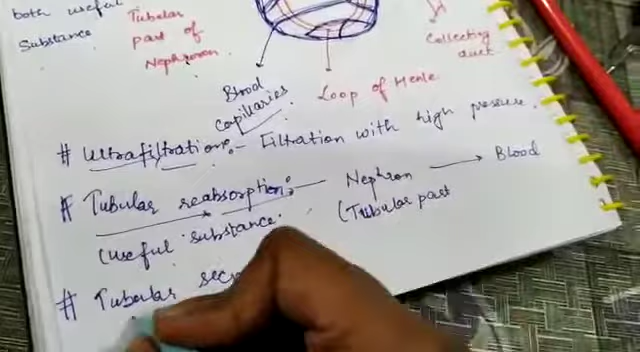 both useful
Substance
Tubular
part of
Nephroron
Blood
Capillaries
Loop of Henle
Collecting
duct
# Ultrafiltration:- Filtration with high pressure
# Tubular reabsorption:- Nephron → Blood
(useful substance.
(Tubular part
# Tubular